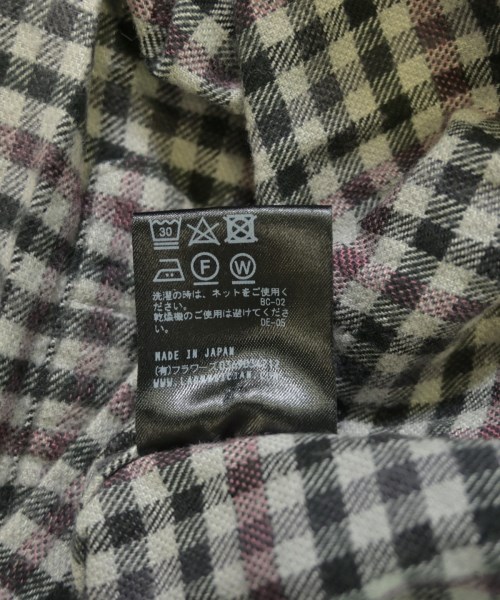 30
F W
洗濯の時は、ネットをご使用く
ださい。 BC-02
乾燥機のご使用は避けてくだ
さい。 DE-05
MADE IN JAPAN
(有)フラワーズ